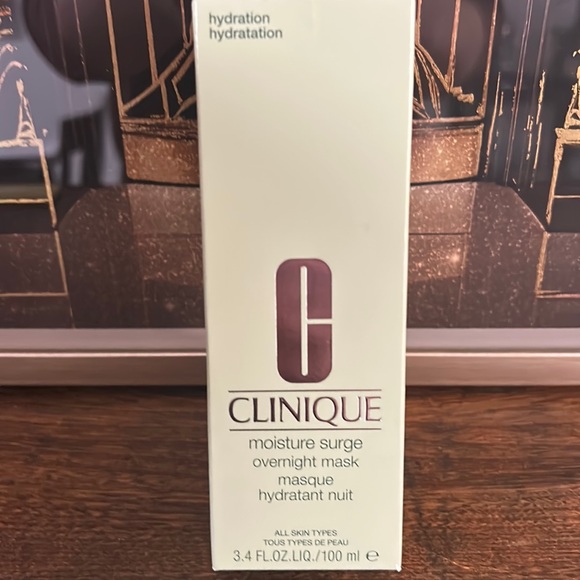 hydration
hydratation
C
CLINIQUE
moisture surge
overnight mask
masque
hydratant nuit
ALL SKIN TYPES
TOUS TYPES DE PEAU
3.4 FL.OZ.LIQ./100 ml ℮